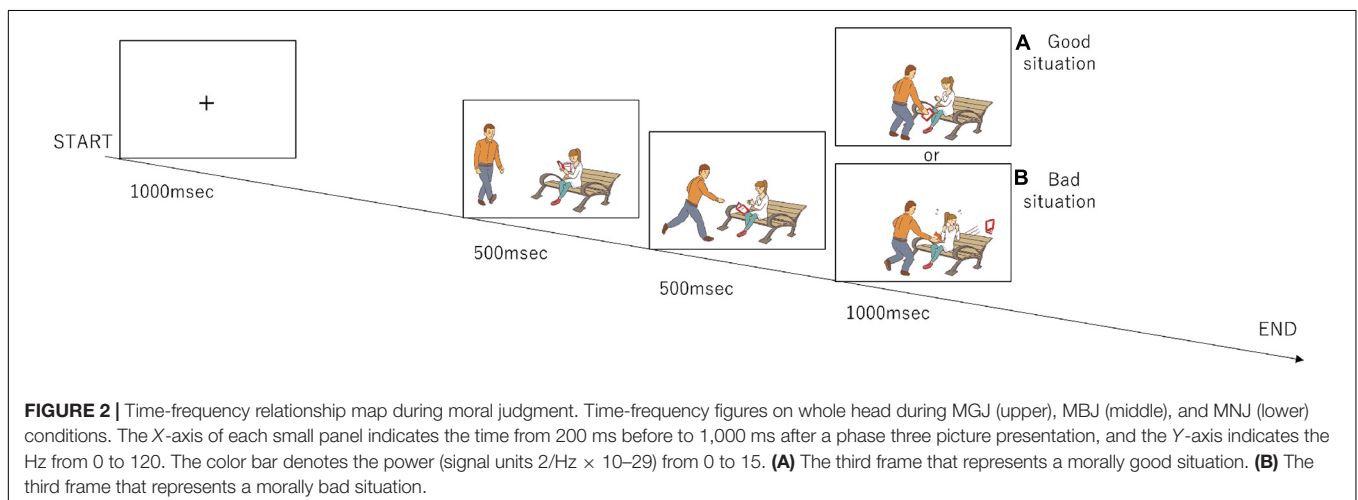 START
+
1000msec
500msec
500msec
1000msec
A Good
situation
or
B Bad
situation
END
FIGURE 2 | Time-frequency relationship map during moral judgment. Time-frequency figures on whole head during MGJ (upper), MBJ (middle), and MNJ (lower)
conditions. The X-axis of each small panel indicates the time from 200 ms before to 1,000 ms after a phase three picture presentation, and the Y-axis indicates the
Hz from 0 to 120. The color bar denotes the power (signal units 2/Hz × 10–29) from 0 to 15. (A) The third frame that represents a morally good situation. (B) The
third frame that represents a morally bad situation.